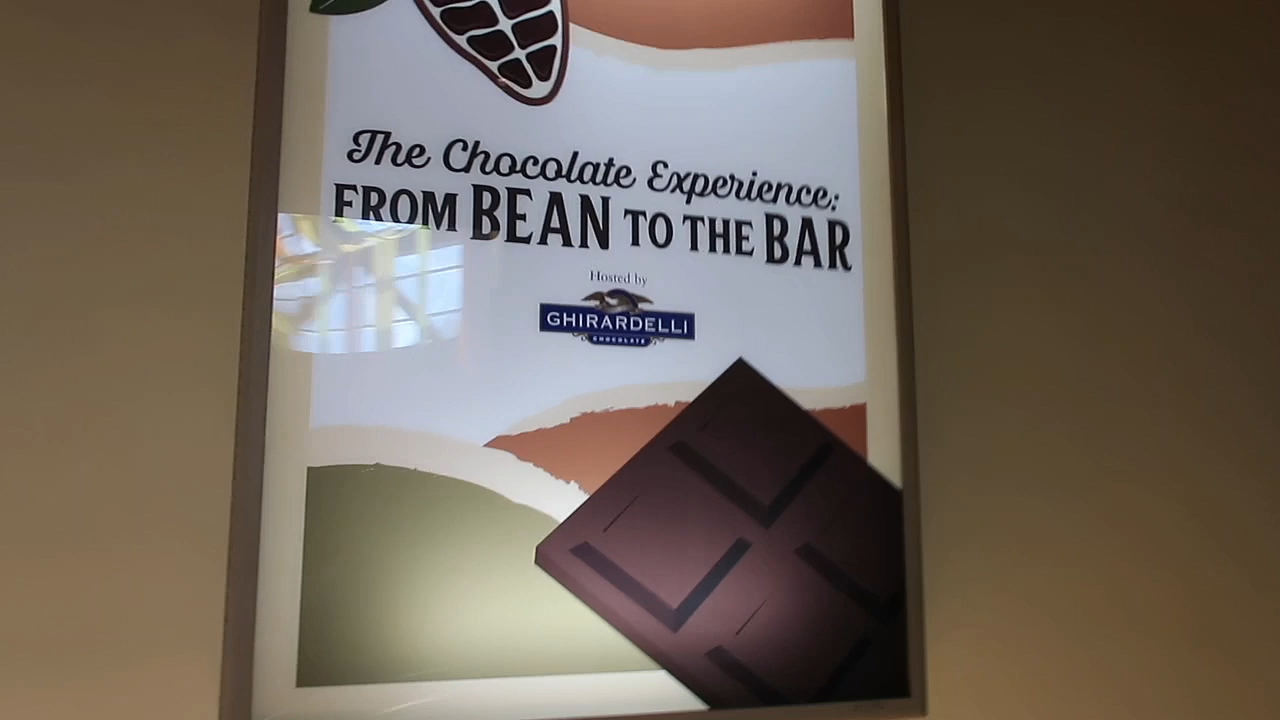 The Chocolate Experience:
FROM BEAN TO THE BAR
Hosted by
GHIRARDELLI
CHOCOLATE